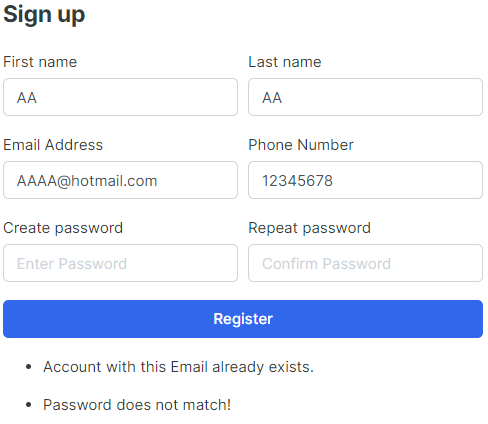 Sign up
First name Last name
AA AA
Email Address Phone Number
AAAA@hotmail.com 12345678
Create password Repeat password
Enter Password Confirm Password
Register
• Account with this Email already exists.
• Password does not match!